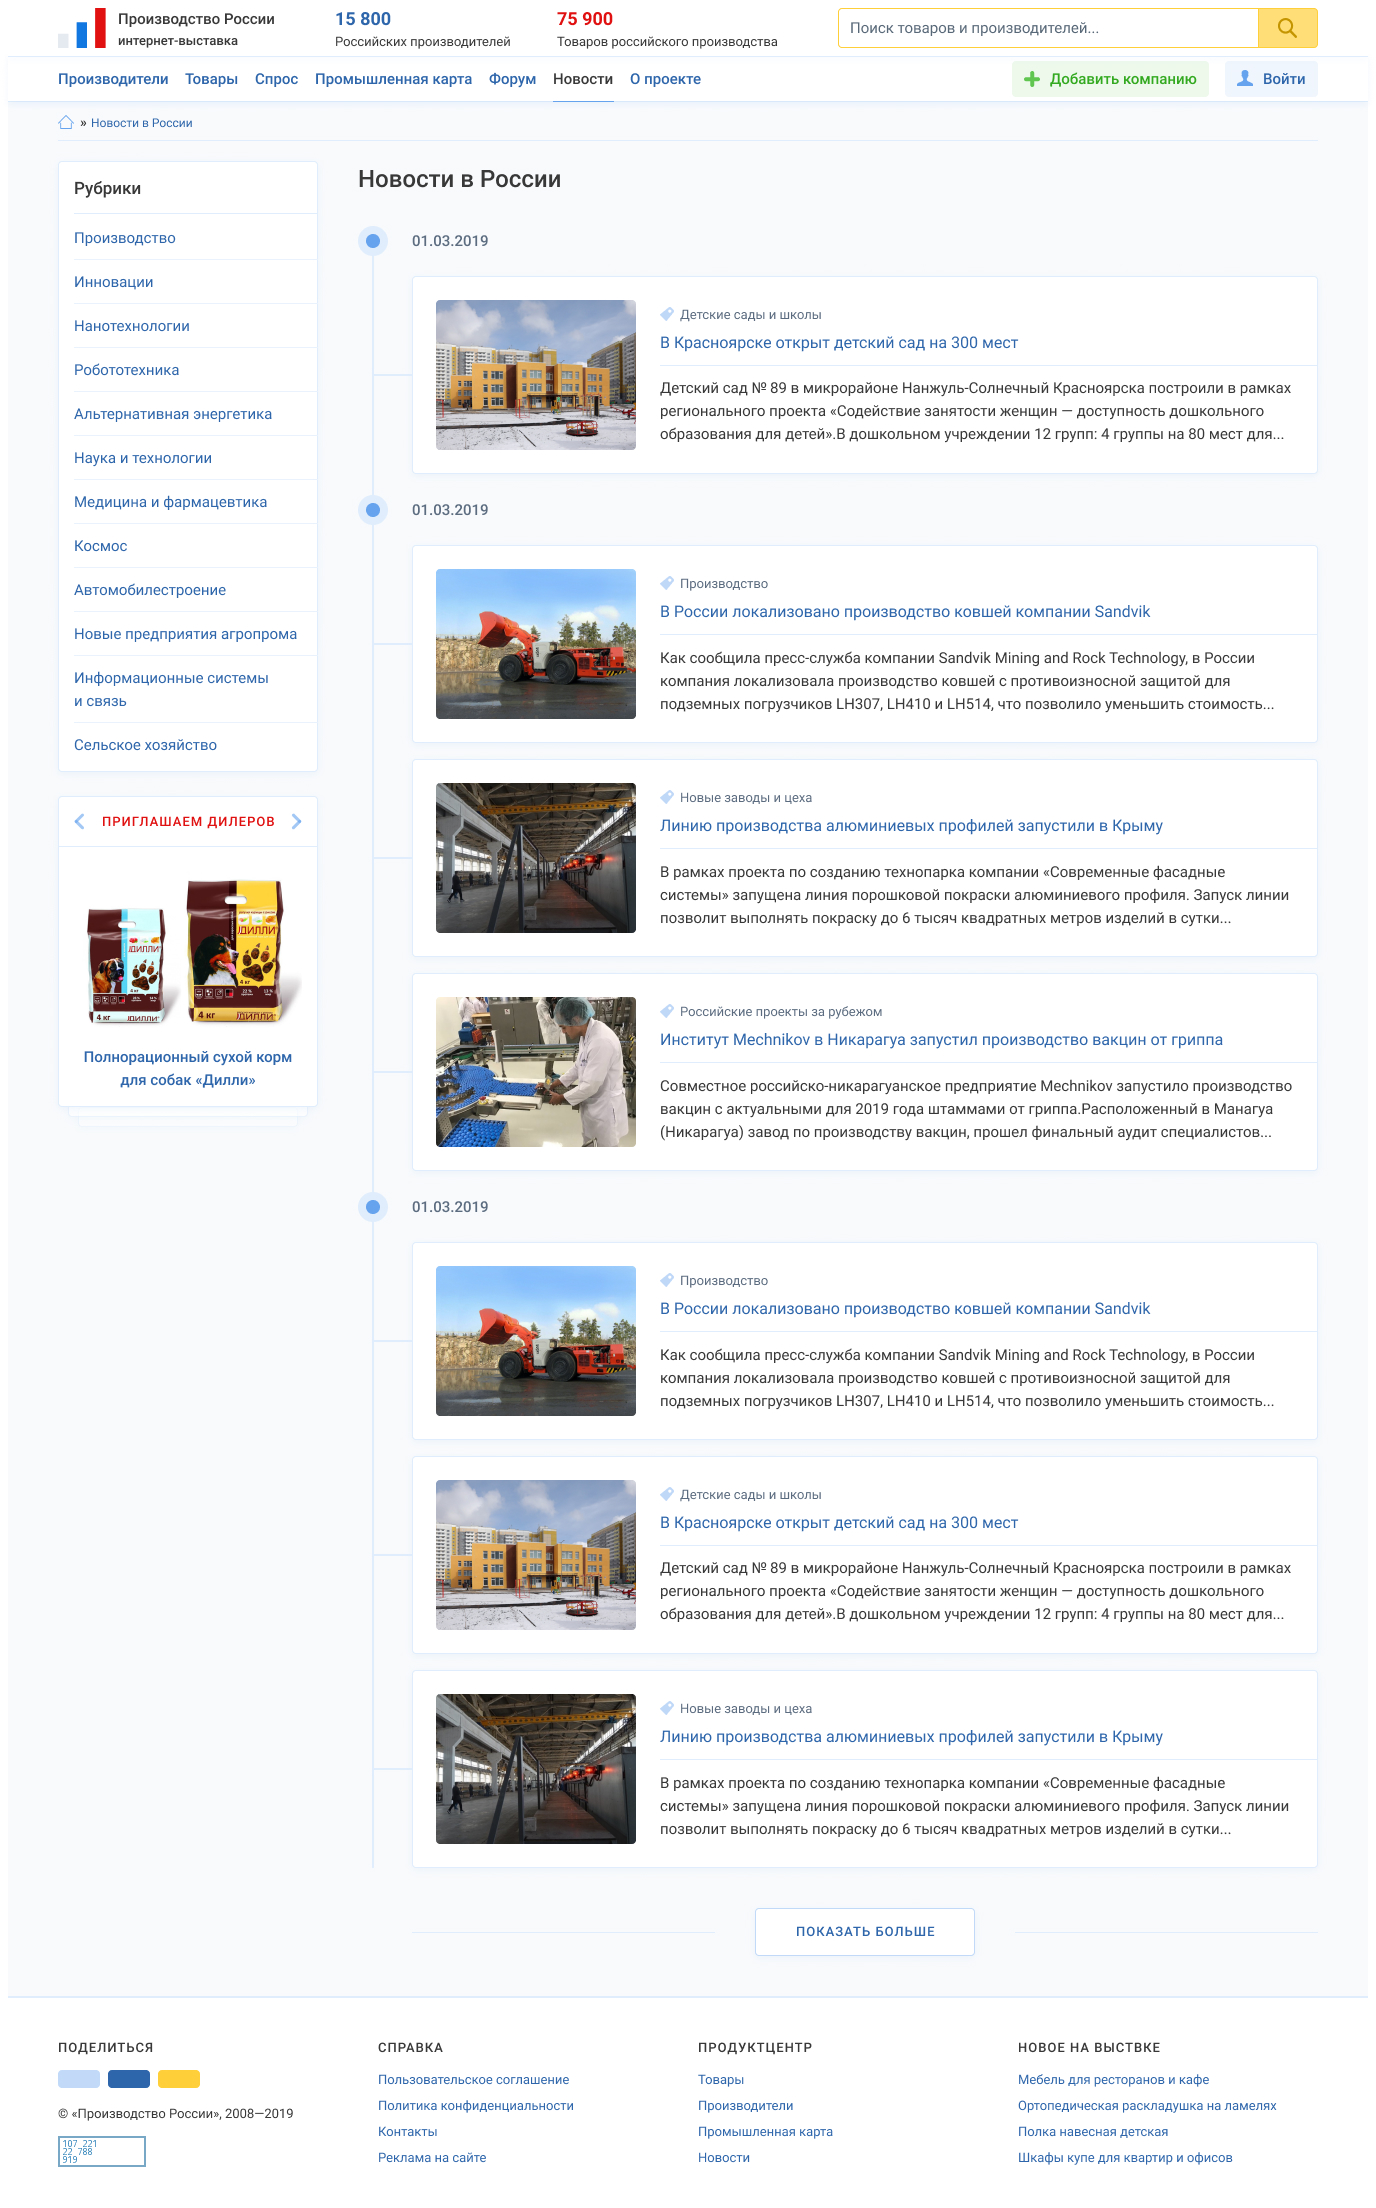 Производство России
интернет-выставка
15 800
Российских производителей
75 900
Товаров российского производства
Поиск товаров и производителей...
Производители Товары Спрос Промышленная карта Форум Новости О проекте
Добавить компанию
Войти
» Новости в России
Рубрики
Производство
Инновации
Нанотехнологии
Робототехника
Альтернативная энергетика
Наука и технологии
Медицина и фармацевтика
Космос
Автомобилестроение
Новые предприятия агропрома
Информационные системы
и связь
Сельское хозяйство
ПРИГЛАШАЕМ ДИЛЕРОВ
ДИЛЛИ
4 кг
4 кг
ДИЛЛИ
ДИЛЛИ
4 кг
4 кг
ДИЛЛИ
Полнорационный сухой корм
для собак «Дилли»
Новости в России
01.03.2019
Детские сады и школы
В Красноярске открыт детский сад на 300 мест
Детский сад № 89 в микрорайоне Нанжуль-Солнечный Красноярска построили в рамках
регионального проекта «Содействие занятости женщин — доступность дошкольного
образования для детей».В дошкольном учреждении 12 групп: 4 группы на 80 мест для...
01.03.2019
Производство
В России локализовано производство ковшей компании Sandvik
Как сообщила пресс-служба компании Sandvik Mining and Rock Technology, в России
компания локализовала производство ковшей с противоизносной защитой для
подземных погрузчиков LH307, LH410 и LH514, что позволило уменьшить стоимость...
Новые заводы и цеха
Линию производства алюминиевых профилей запустили в Крыму
В рамках проекта по созданию технопарка компании «Современные фасадные
системы» запущена линия порошковой покраски алюминиевого профиля. Запуск линии
позволит выполнять покраску до 6 тысяч квадратных метров изделий в сутки...
Российские проекты за рубежом
Институт Mechnikov в Никарагуа запустил производство вакцин от гриппа
Совместное российско-никарагуанское предприятие Mechnikov запустило производство
вакцин с актуальными для 2019 года штаммами от гриппа.Расположенный в Манагуа
(Никарагуа) завод по производству вакцин, прошел финальный аудит специалистов...
01.03.2019
Производство
В России локализовано производство ковшей компании Sandvik
Как сообщила пресс-служба компании Sandvik Mining and Rock Technology, в России
компания локализовала производство ковшей с противоизносной защитой для
подземных погрузчиков LH307, LH410 и LH514, что позволило уменьшить стоимость...
Детские сады и школы
В Красноярске открыт детский сад на 300 мест
Детский сад № 89 в микрорайоне Нанжуль-Солнечный Красноярска построили в рамках
регионального проекта «Содействие занятости женщин — доступность дошкольного
образования для детей».В дошкольном учреждении 12 групп: 4 группы на 80 мест для...
Новые заводы и цеха
Линию производства алюминиевых профилей запустили в Крыму
В рамках проекта по созданию технопарка компании «Современные фасадные
системы» запущена линия порошковой покраски алюминиевого профиля. Запуск линии
позволит выполнять покраску до 6 тысяч квадратных метров изделий в сутки...
ПОКАЗАТЬ БОЛЬШЕ
ПОДЕЛИТЬСЯ
© «Производство России», 2008—2019
107 221
22 788
919
СПРАВКА
Пользовательское соглашение
Политика конфиденциальности
Контакты
Реклама на сайте
ПРОДУКТЦЕНТР
Товары
Производители
Промышленная карта
Новости
НОВОЕ НА ВЫСТВКЕ
Мебель для ресторанов и кафе
Ортопедическая раскладушка на ламелях
Полка навесная детская
Шкафы купе для квартир и офисов